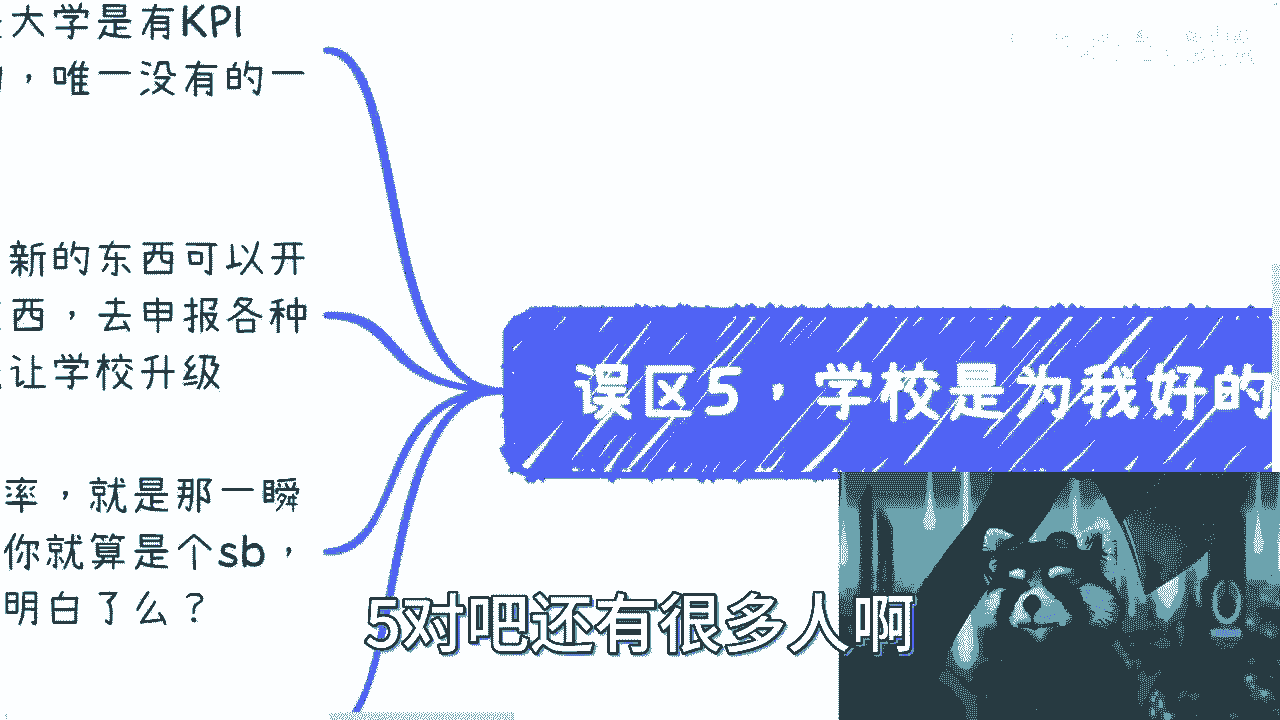 大学是有KPI
，唯一没有的一
新的东西可以开
西，去申报各种
让学校升级
率，就是那一瞬
你就算是个sb，
明白了么？
误区5，学校是为我好的
5对吧还有很多人啊